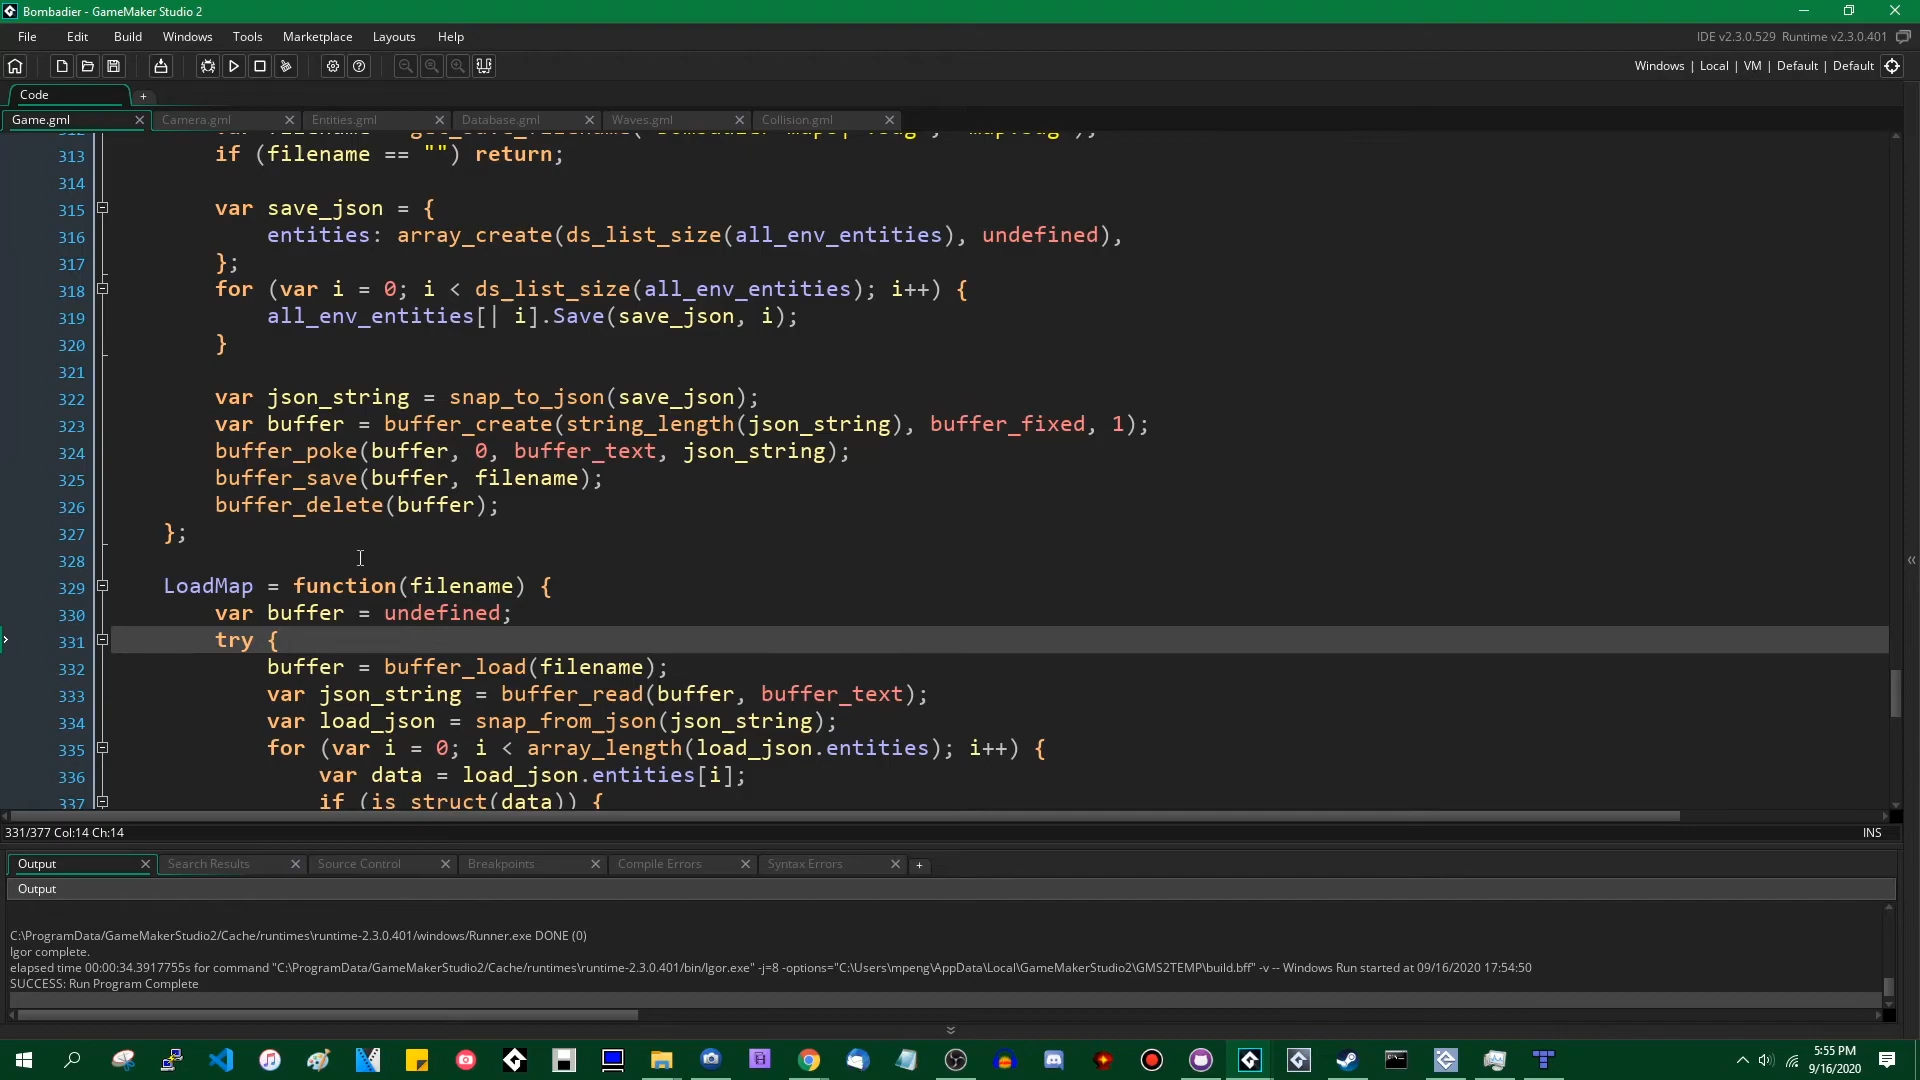 Bombadier - GameMaker Studio 2
File Edit Build Windows Tools Marketplace Layouts Help
IDE v2.3.0.529 Runtime v2.3.0.401
Windows | Local | VM | Default | Default
Code
Game.gml Camera.gml Entities.gml Database.gml Waves.gml Collision.gml
313 if (filename == "") return;
314
315 var save_json = {
316 entities: array_create(ds_list_size(all_env_entities), undefined),
317 };
318 for (var i = 0; i < ds_list_size(all_env_entities); i++) {
319 all_env_entities[| i].Save(save_json, i);
320 }
321
322 var json_string = snap_to_json(save_json);
323 var buffer = buffer_create(string_length(json_string), buffer_fixed, 1);
324 buffer_poke(buffer, 0, buffer_text, json_string);
325 buffer_save(buffer, filename);
326 buffer_delete(buffer);
327 };
328
329 LoadMap = function(filename) {
330 var buffer = undefined;
331 try {
332 buffer = buffer_load(filename);
333 var json_string = buffer_read(buffer, buffer_text);
334 var load_json = snap_from_json(json_string);
335 for (var i = 0; i < array_length(load_json.entities); i++) {
336 var data = load_json.entities[i];
337 if (is_struct(data)) {
331/377 Col:14 Ch:14 INS
Output Search Results Source Control Breakpoints Compile Errors Syntax Errors
Output
C:\ProgramData/GameMakerStudio2/Cache/runtimes\runtime-2.3.0.401/windows/Runner.exe DONE (0)
Igor complete.
elapsed time 00:00:34.3917755s for command "C:\ProgramData/GameMakerStudio2/Cache/runtimes\runtime-2.3.0.401/bin/Igor.exe" -j=8 -options="C:\Users\mpeng\AppData\Local\GameMakerStudio2\GMS2TEMP\build.bff" -v -- Windows Run started at 09/16/2020 17:54:50
SUCCESS: Run Program Complete
5:55 PM
9/16/2020